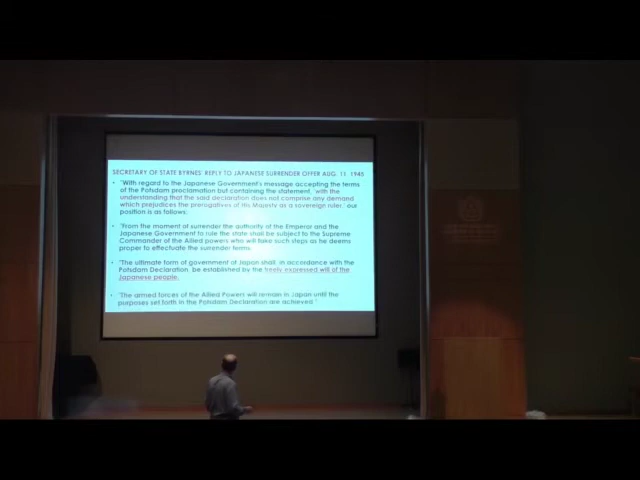 SECRETARY OF STATE BYRNES' REPLY TO JAPANESE SURRENDER OFFER AUG. 11, 1945
• "With regard to the Japanese Government's message accepting the terms
of the Potsdam proclamation but containing the statement, 'with the
understanding that the said declaration does not comprise any demand
which prejudices the prerogatives of His Majesty as a sovereign ruler,' our
position is as follows:
• "From the moment of surrender the authority of the Emperor and the
Japanese Government to rule the state shall be subject to the Supreme
Commander of the Allied powers who will take such steps as he deems
proper to effectuate the surrender terms.
• "The ultimate form of government of Japan shall, in accordance with the
Potsdam Declaration, be established by the freely expressed will of the
Japanese people.
• "The armed forces of the Allied Powers will remain in Japan until the
purposes set forth in the Potsdam Declaration are achieved."